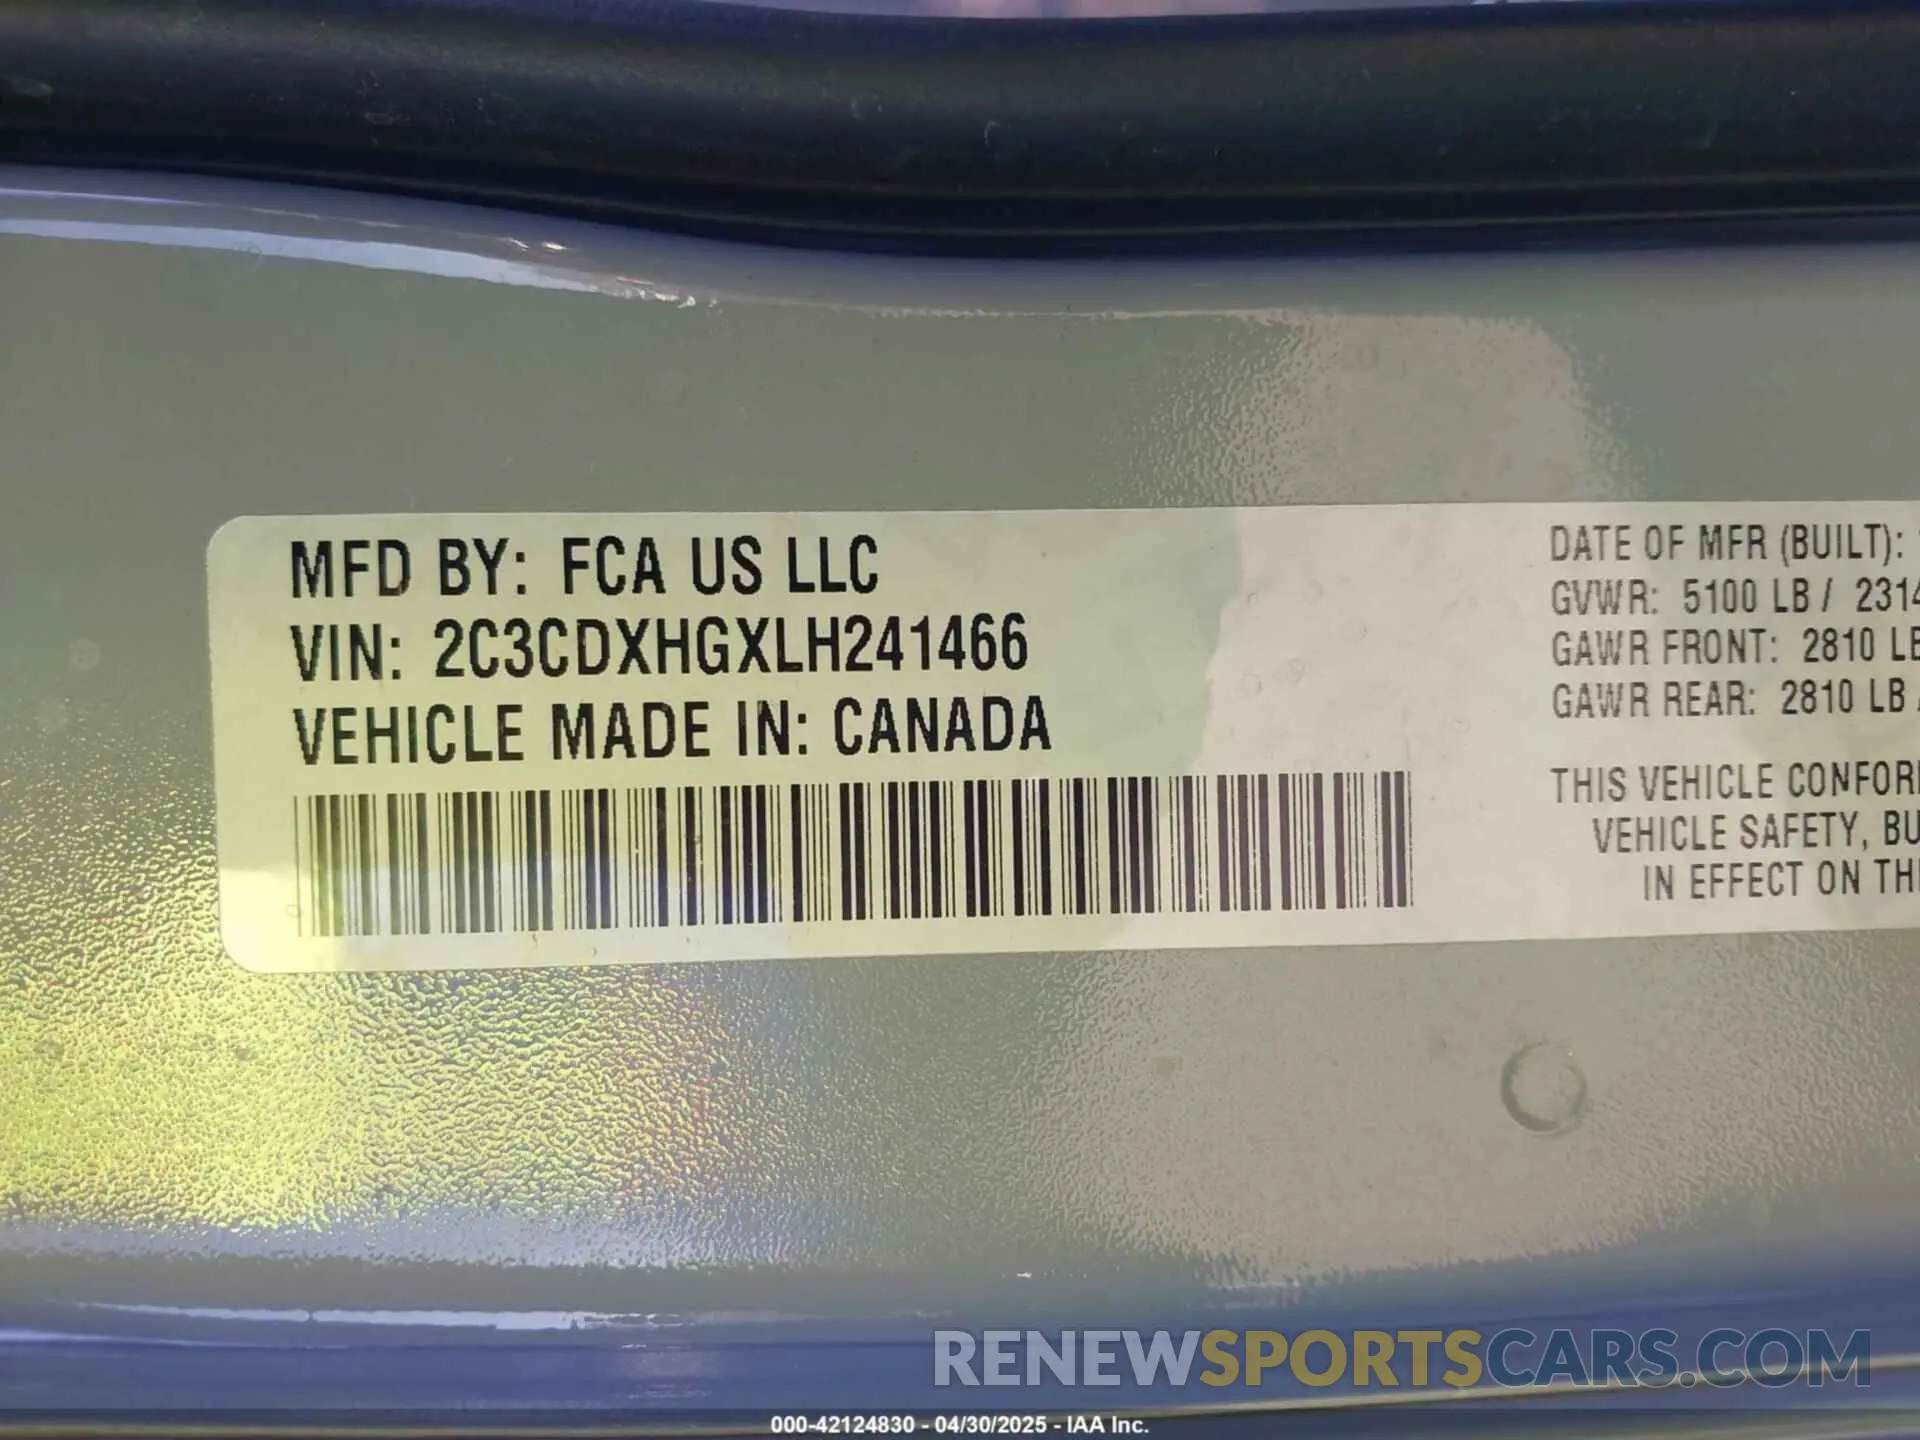 MFD BY: FCA US LLC
VIN: 2C3CDXHGXLH241466
VEHICLE MADE IN: CANADA
DATE OF MFR (BUILT):
GVWR: 5100 LB / 2314
GAWR FRONT: 2810 LB
GAWR REAR: 2810 LB
THIS VEHICLE
VEHICLE SAFETY,
IN EFFECT ON
RENEWSPORTSCARS.COM
000-42124830 - 04/30/2025 - IAA Inc.